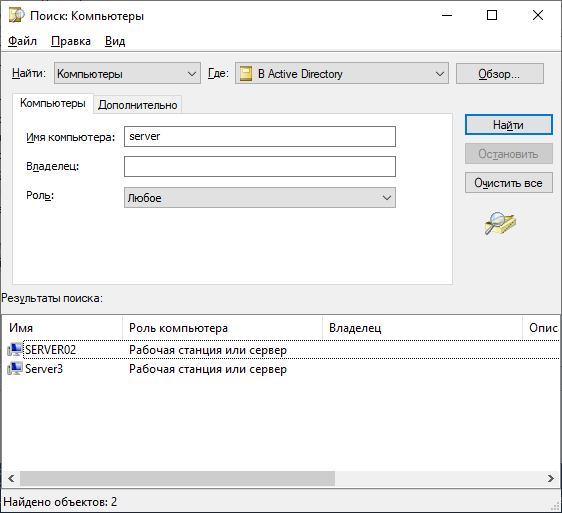 Поиск: Компьютеры
Файл Правка Вид
Найти: Компьютеры Где: В Active Directory Обзор...
Компьютеры Дополнительно
Имя компьютера: server
Владелец:
Роль: Любое
Найти
Остановить
Очистить все
Результаты поиска:
Имя Роль компьютера Владелец Описа
SERVER02 Рабочая станция или сервер
Server3 Рабочая станция или сервер
Найдено объектов: 2